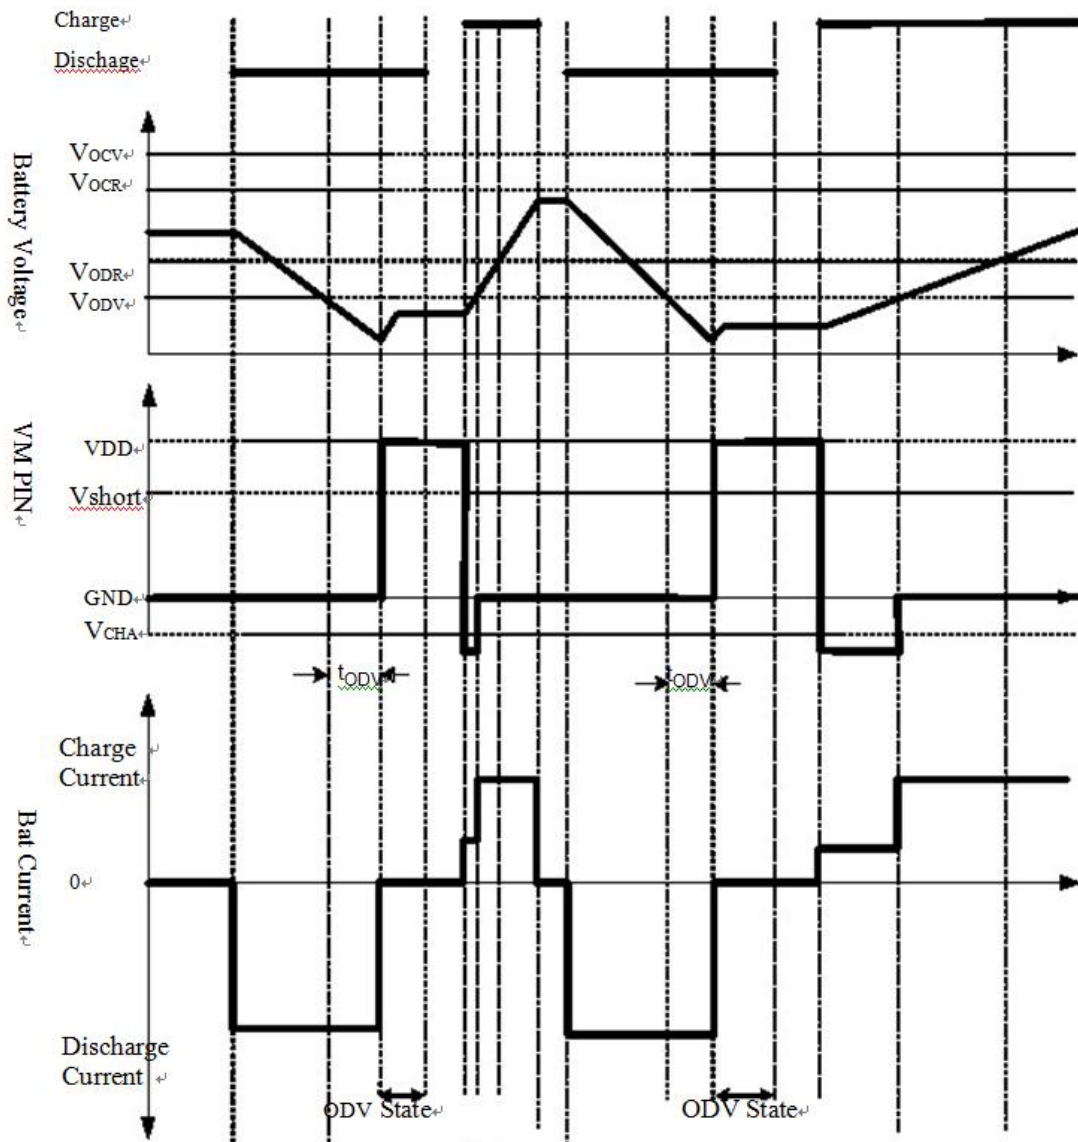 Charge
Dischage
Battery Voltage
VOCV
VOCR
VODR
VODV
VM PIN
VDD
Vshort
GND
VCHA
tODV
tODV
Bat Current
Charge
Current
0
Discharge
Current
ODV State
ODV State